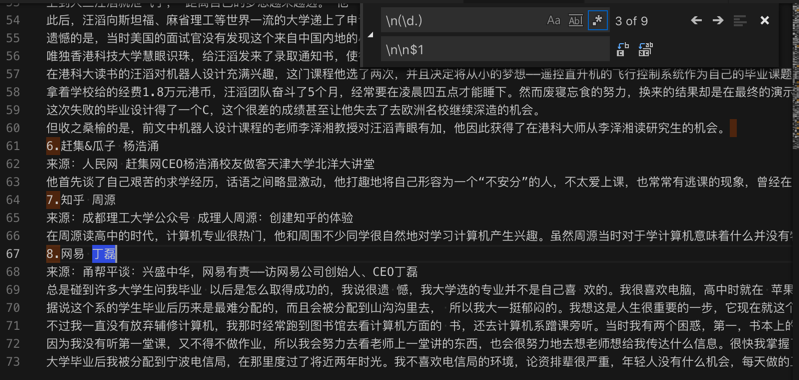 \n(\d.)
Aa
Ab
.*
3 of 9
\n\n$1
54 此后，汪滔向斯坦福、麻省理工等世界一流的大学递上了申
55 遗憾的是，当时美国的面试官没有发现这个来自中国内地的
56 唯独香港科技大学慧眼识珠，给汪滔发来了录取通知书，使
57 在港科大读书的汪滔对机器人设计充满兴趣，这门课程他选了两次，并且决定将从小的梦想——遥控直升机的飞行控制系统作为自己的毕业课题
58 拿着学校给的经费1.8万元港币，汪滔团队奋斗了5个月，经常要在凌晨四五点才能睡下。然而废寝忘食的努力，换来的结果却是在最终的演示
59 这次失败的毕业设计得了一个C，这个很差的成绩甚至让他失去了去欧洲名校继续深造的机会。
60 但收之桑榆的是，前文中机器人设计课程的老师李泽湘教授对汪滔青眼有加，他因此获得了在港科大师从李泽湘读研究生的机会。
61 6.赶集&瓜子 杨浩涌
62 来源：人民网 赶集网CEO杨浩涌校友做客天津大学北洋大讲堂
63 他首先谈了自己艰苦的求学经历，话语之间略显激动，他打趣地将自己形容为一个“不安分”的人，不太爱上课，也常常有逃课的现象，曾经在
64 7.知乎 周源
65 来源：成都理工大学公众号 成理人周源：创建知乎的体验
66 在周源读高中的时代，计算机专业很热门，他和周围不少同学很自然地对学习计算机产生兴趣。虽然周源当时对于学计算机意味着什么并没有
67 8.网易 丁磊
68 来源：甬帮平谈：兴盛中华，网易有责——访网易公司创始人、CEO丁磊
69 总是碰到许多大学生问我毕业 以后是怎么取得成功的，我说很遗 憾，我大学选的专业并不是自己喜 欢的。我很喜欢电脑，高中时就在 苹果
70 据说这个系的学生毕业后历来是最难分配的，而且会被分配到山沟沟里去， 所以我大一挺郁闷的。我想这是人生很重要的一步，它现在就这个
71 不过我一直没有放弃辅修计算机，我那时经常跑到图书馆去看计算机方面的 书，还去计算机系蹭课旁听。当时我有两个困惑，第一，书本上的
72 因为我没有听第一堂课，又不得不做作业，所以我会努力去看老师上一堂讲的东西，也会很努力地去想老师想给我传达什么信息。很快我掌握
73 大学毕业后我被分配到宁波电信局，在那里度过了将近两年时光。我不喜欢电信局的环境，论资排辈很严重，年轻人没有什么机会，每天做的